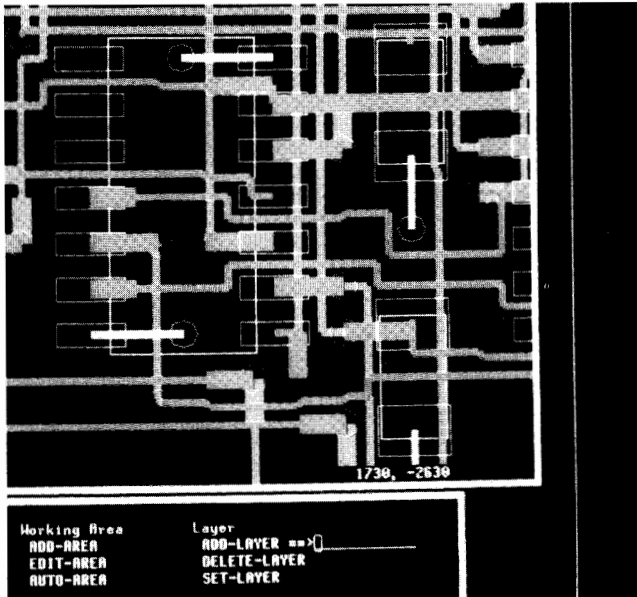 1730, -2630
Working Area Layer
ADD-AREA ADD-LAYER ==>
EDIT-AREA DELETE-LAYER
AUTO-AREA SET-LAYER